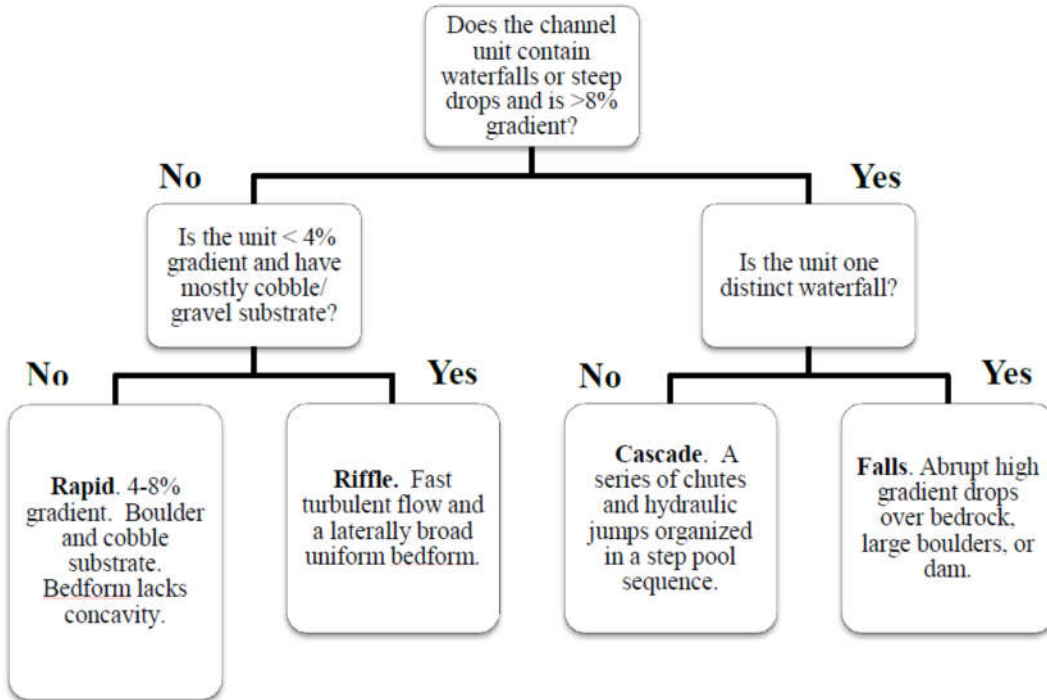 Does the channel
unit contain
waterfalls or steep
drops and is >8%
gradient?
No
Yes
Is the unit < 4%
gradient and have
mostly cobble/
gravel substrate?
Is the unit one
distinct waterfall?
No
Yes
No
Yes
Rapid. 4-8%
gradient. Boulder
and cobble
substrate.
Bedform lacks
concavity.
Riffle. Fast
turbulent flow and
a laterally broad
uniform bedform.
Cascade. A
series of chutes
and hydraulic
jumps organized
in a step pool
sequence.
Falls. Abrupt high
gradient drops
over bedrock,
large boulders, or
dam.